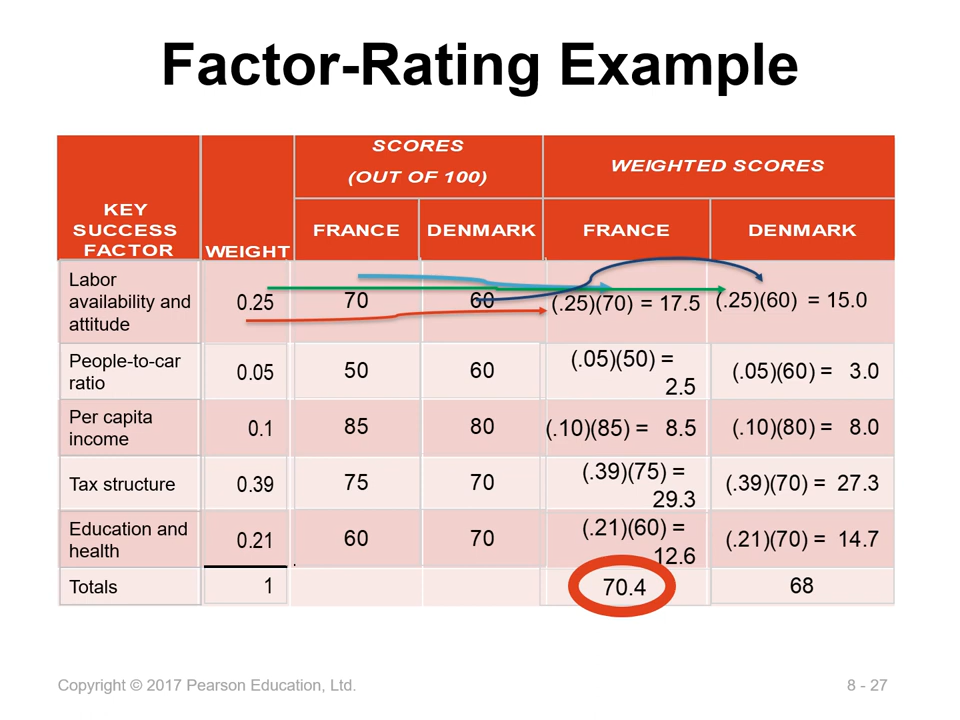 Factor-Rating Example
KEY
SUCCESS
FACTOR
WEIGHT
SCORES
(OUT OF 100)
WEIGHTED SCORES
FRANCE
DENMARK
FRANCE
DENMARK
Labor
availability and
attitude
0.25
70
60
(.25)(70) = 17.5
(.25)(60) = 15.0
People-to-car
ratio
0.05
50
60
(.05)(50) =
2.5
(.05)(60) = 3.0
Per capita
income
0.1
85
80
(.10)(85) = 8.5
(.10)(80) = 8.0
Tax structure
0.39
75
70
(.39)(75) =
29.3
(.39)(70) = 27.3
Education and
health
0.21
60
70
(.21)(60) =
12.6
(.21)(70) = 14.7
Totals
1
70.4
68
Copyright © 2017 Pearson Education, Ltd.
8 - 27